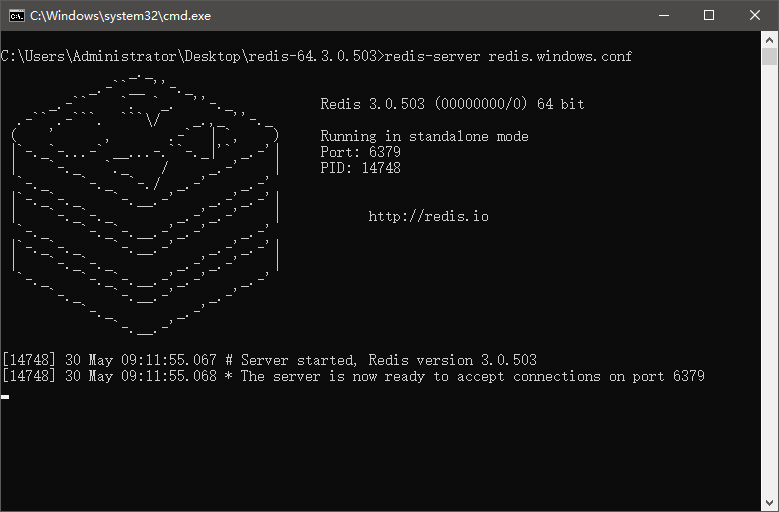 C:\Windows\system32\cmd.exe
C:\Users\Administrator\Desktop\redis-64.3.0.503>redis-server redis.windows.conf
Redis 3.0.503 (00000000/0) 64 bit
Running in standalone mode
Port: 6379
PID: 14748
http://redis.io
[14748] 30 May 09:11:55.067 # Server started, Redis version 3.0.503
[14748] 30 May 09:11:55.068 * The server is now ready to accept connections on port 6379